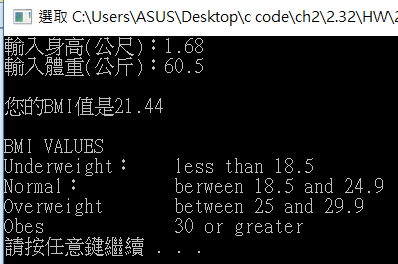 選取 C:\Users\ASUS\Desktop\c code\ch2\2.32\HW\2
輸入身高(公尺)：1.68
輸入體重(公斤)：60.5
您的BMI值是21.44
BMI VALUES
Underweight： less than 18.5
Normal： berween 18.5 and 24.9
Overweight between 25 and 29.9
Obes 30 or greater
請按任意鍵繼續 . . .